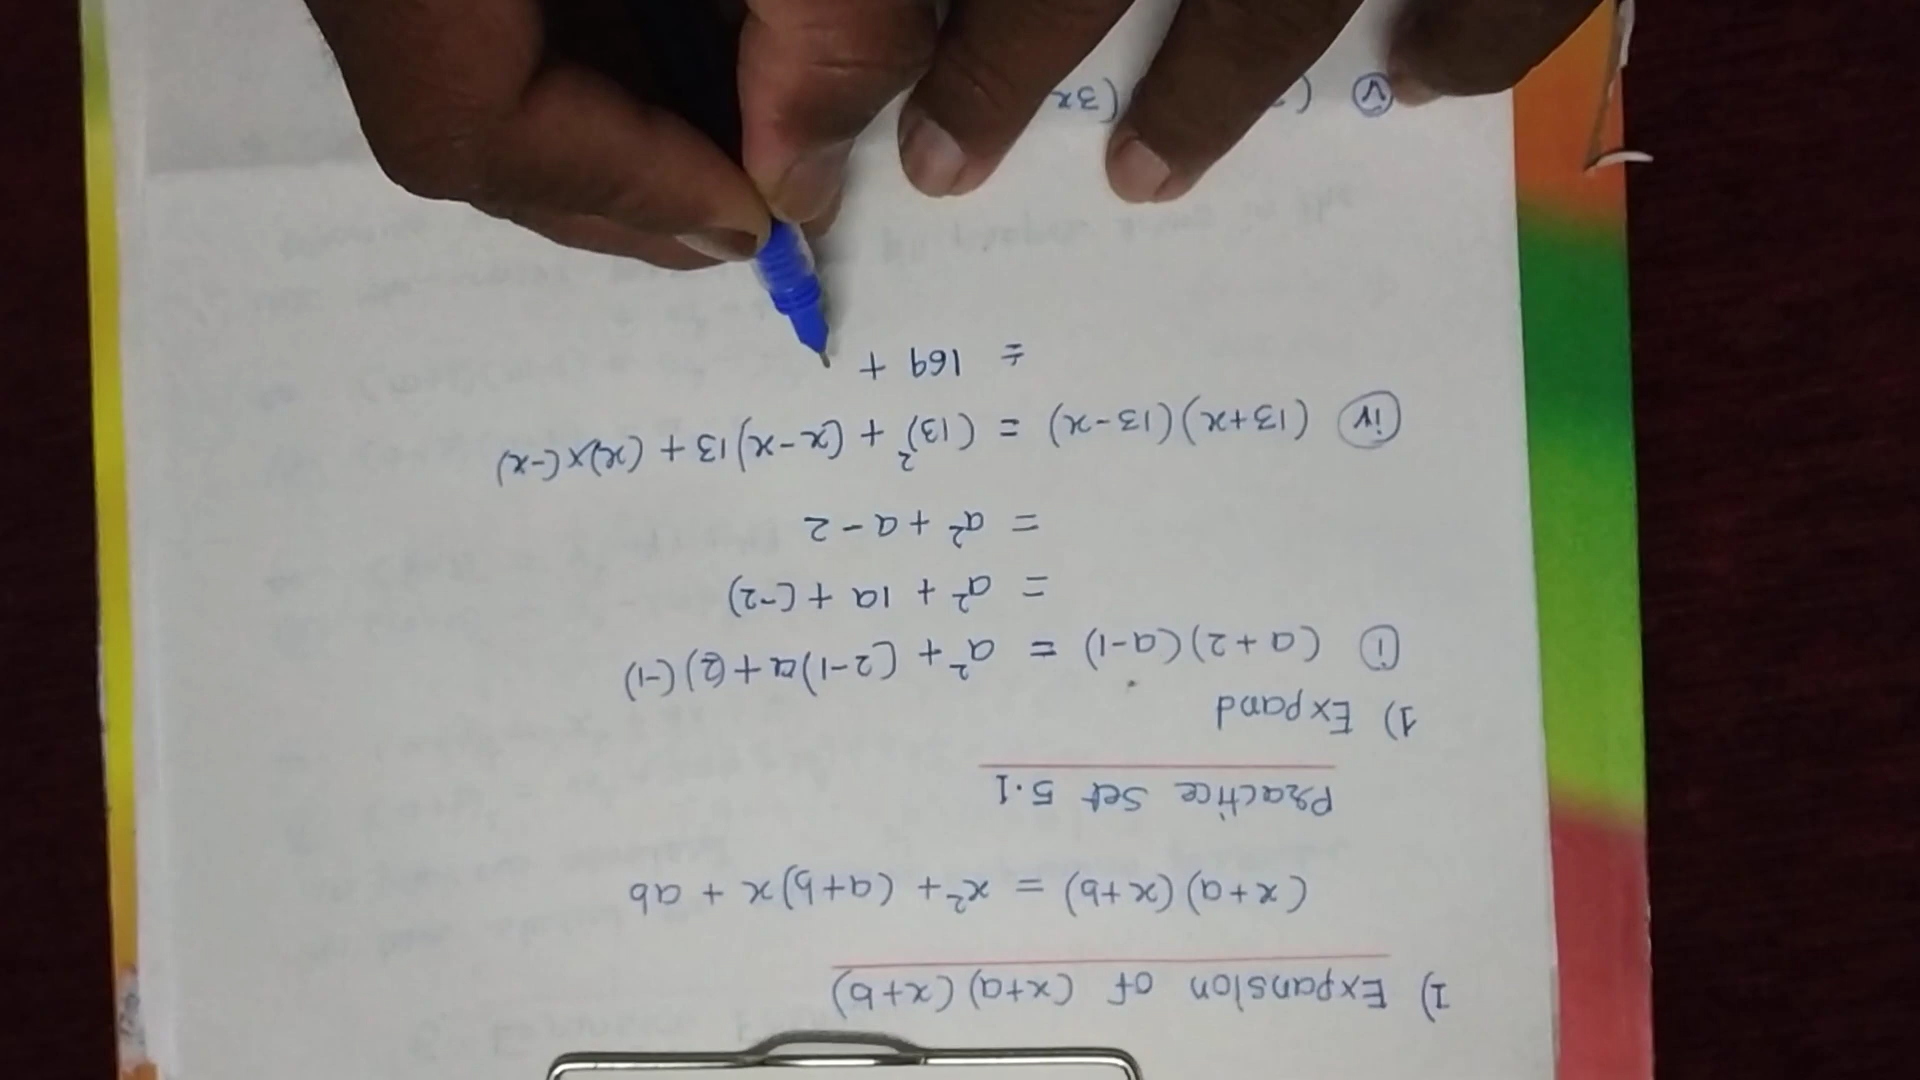 1) Expansion of (x+a) (x+b)
(x+a) (x+b) = x² + (a+b)x + ab
Practice Set 5.1
1) Expand
(i) (a+2) (a-1) = a² + (2-1)a + (2) (-1)
= a² + 1a + (-2)
= a² + a - 2
(iv) (13+x) (13-x) = (13)² + (x-x)13 + (x)x(-x)
= 169 +
(v) ( (3x